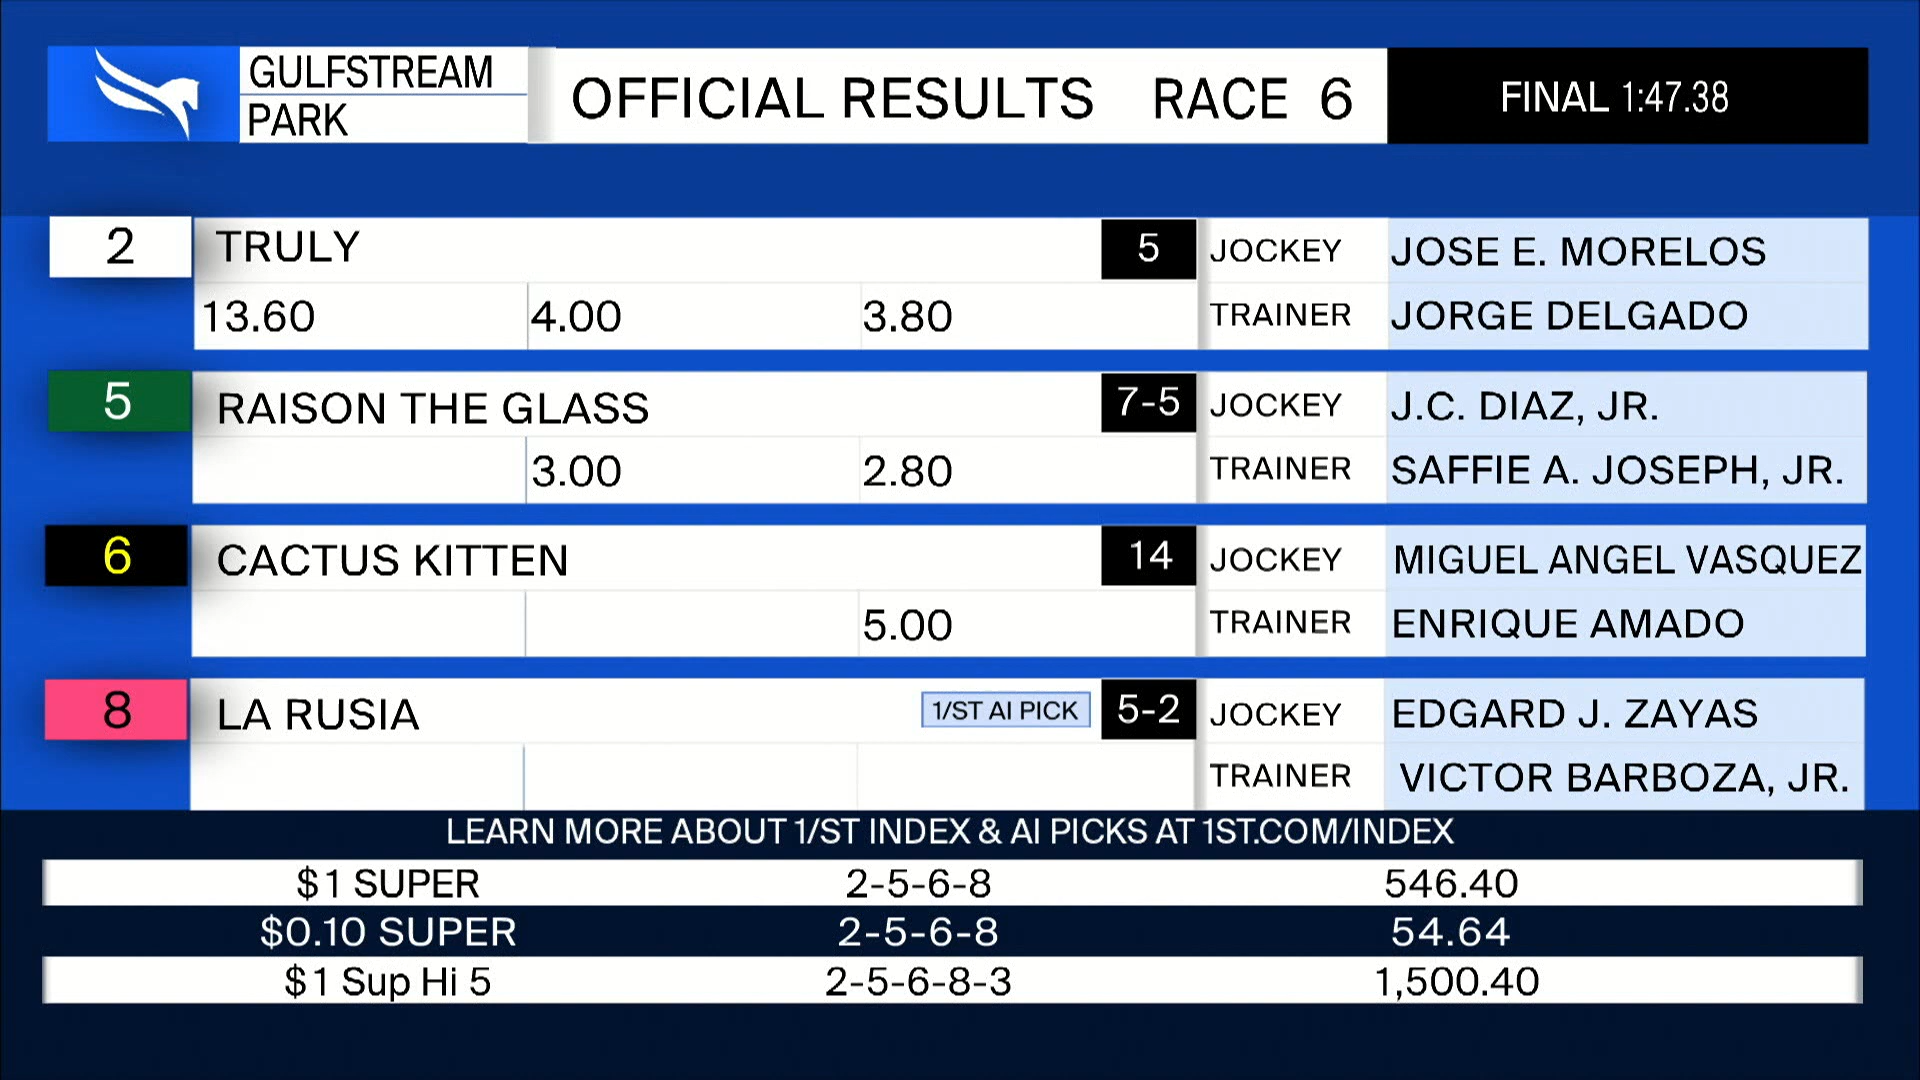 GULFSTREAM
PARK
OFFICIAL RESULTS RACE 6
FINAL 1:47.38
2 TRULY 5 JOCKEY JOSE E. MORELOS
13.60 4.00 3.80 TRAINER JORGE DELGADO
5 RAISON THE GLASS 7-5 JOCKEY J.C. DIAZ, JR.
3.00 2.80 TRAINER SAFFIE A. JOSEPH, JR.
6 CACTUS KITTEN 14 JOCKEY MIGUEL ANGEL VASQUEZ
5.00 TRAINER ENRIQUE AMADO
8 LA RUSIA 1/ST AI PICK 5-2 JOCKEY EDGARD J. ZAYAS
TRAINER VICTOR BARBOZA, JR.
LEARN MORE ABOUT 1/ST INDEX & AI PICKS AT 1ST.COM/INDEX
$1 SUPER 2-5-6-8 546.40
$0.10 SUPER 2-5-6-8 54.64
$1 Sup Hi 5 2-5-6-8-3 1,500.40